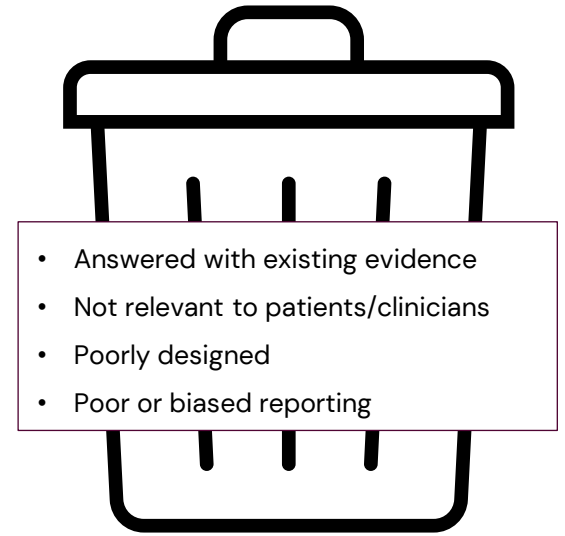 • Answered with existing evidence
• Not relevant to patients/clinicians
• Poorly designed
• Poor or biased reporting